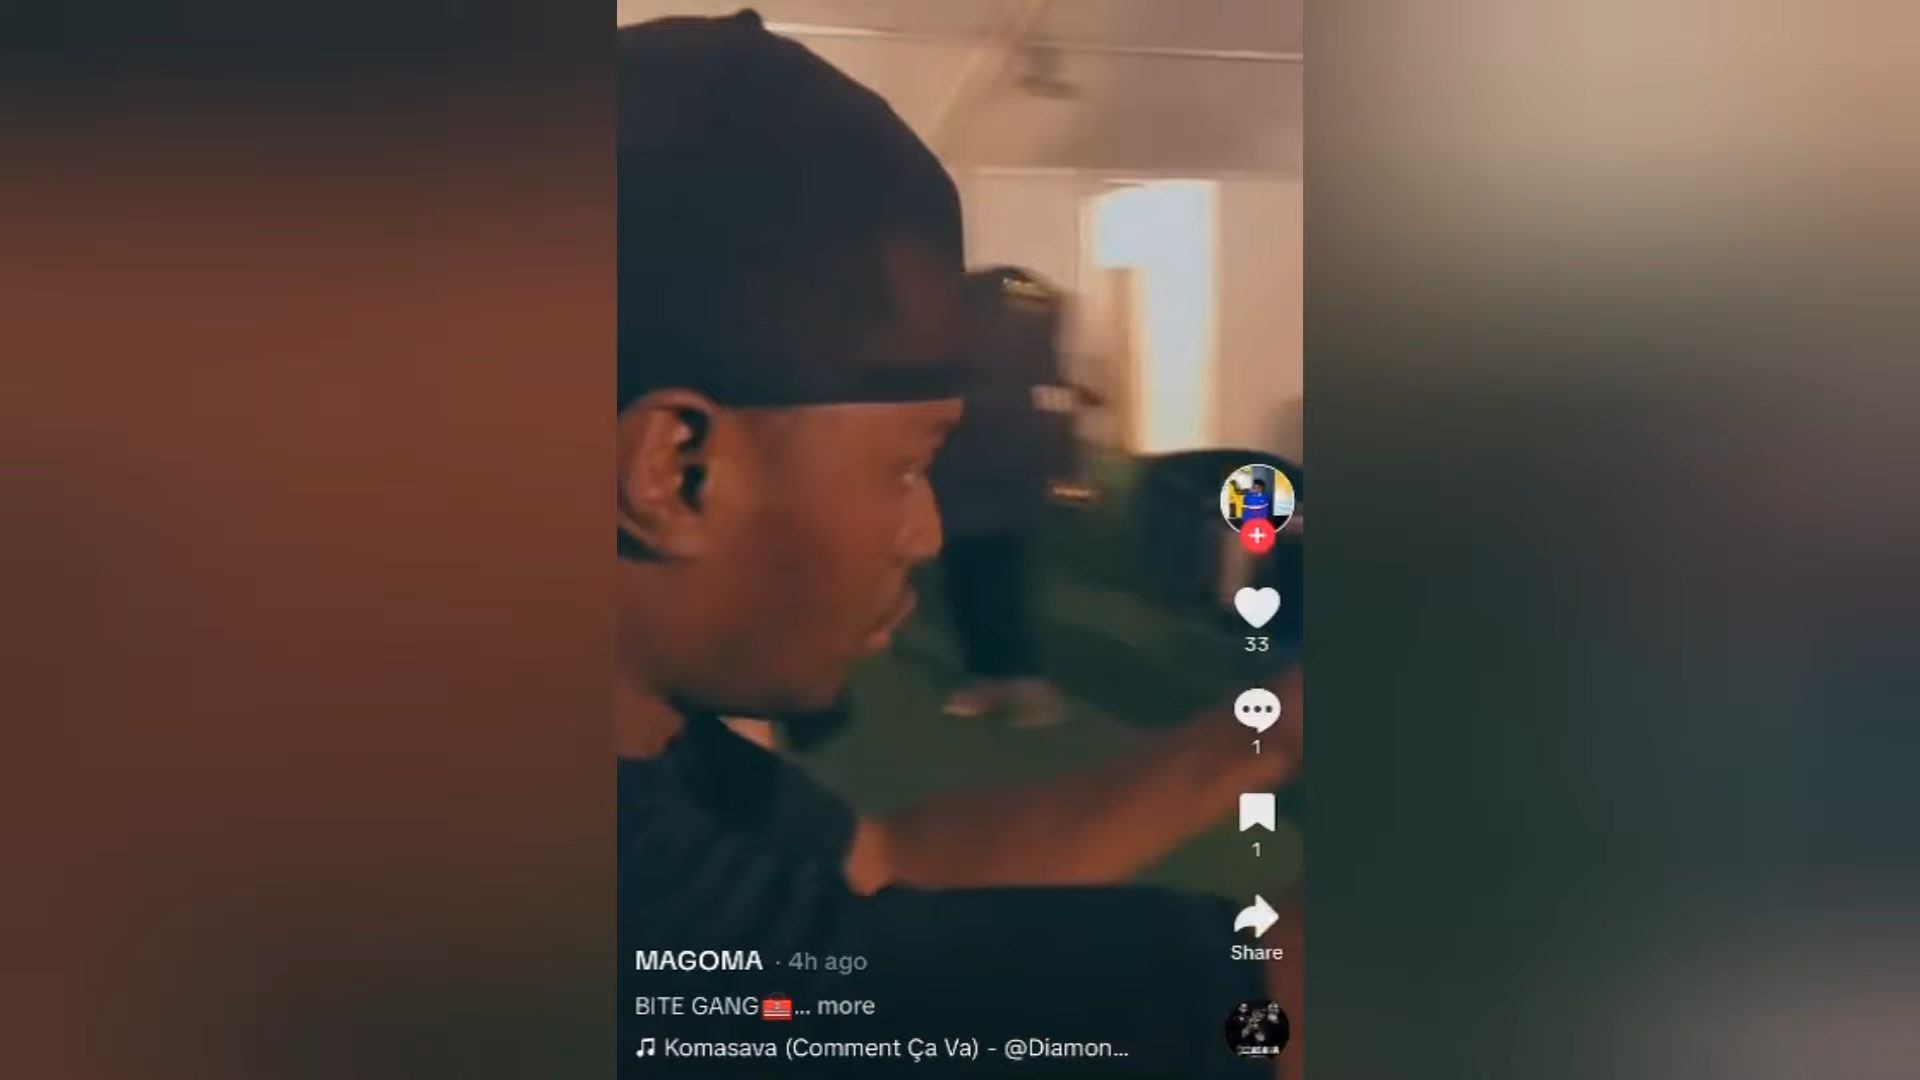 33
1
1
Share
MAGOMA · 4h ago
BITE GANG🧰... more
Komasava (Comment Ça Va) - @Diamon...